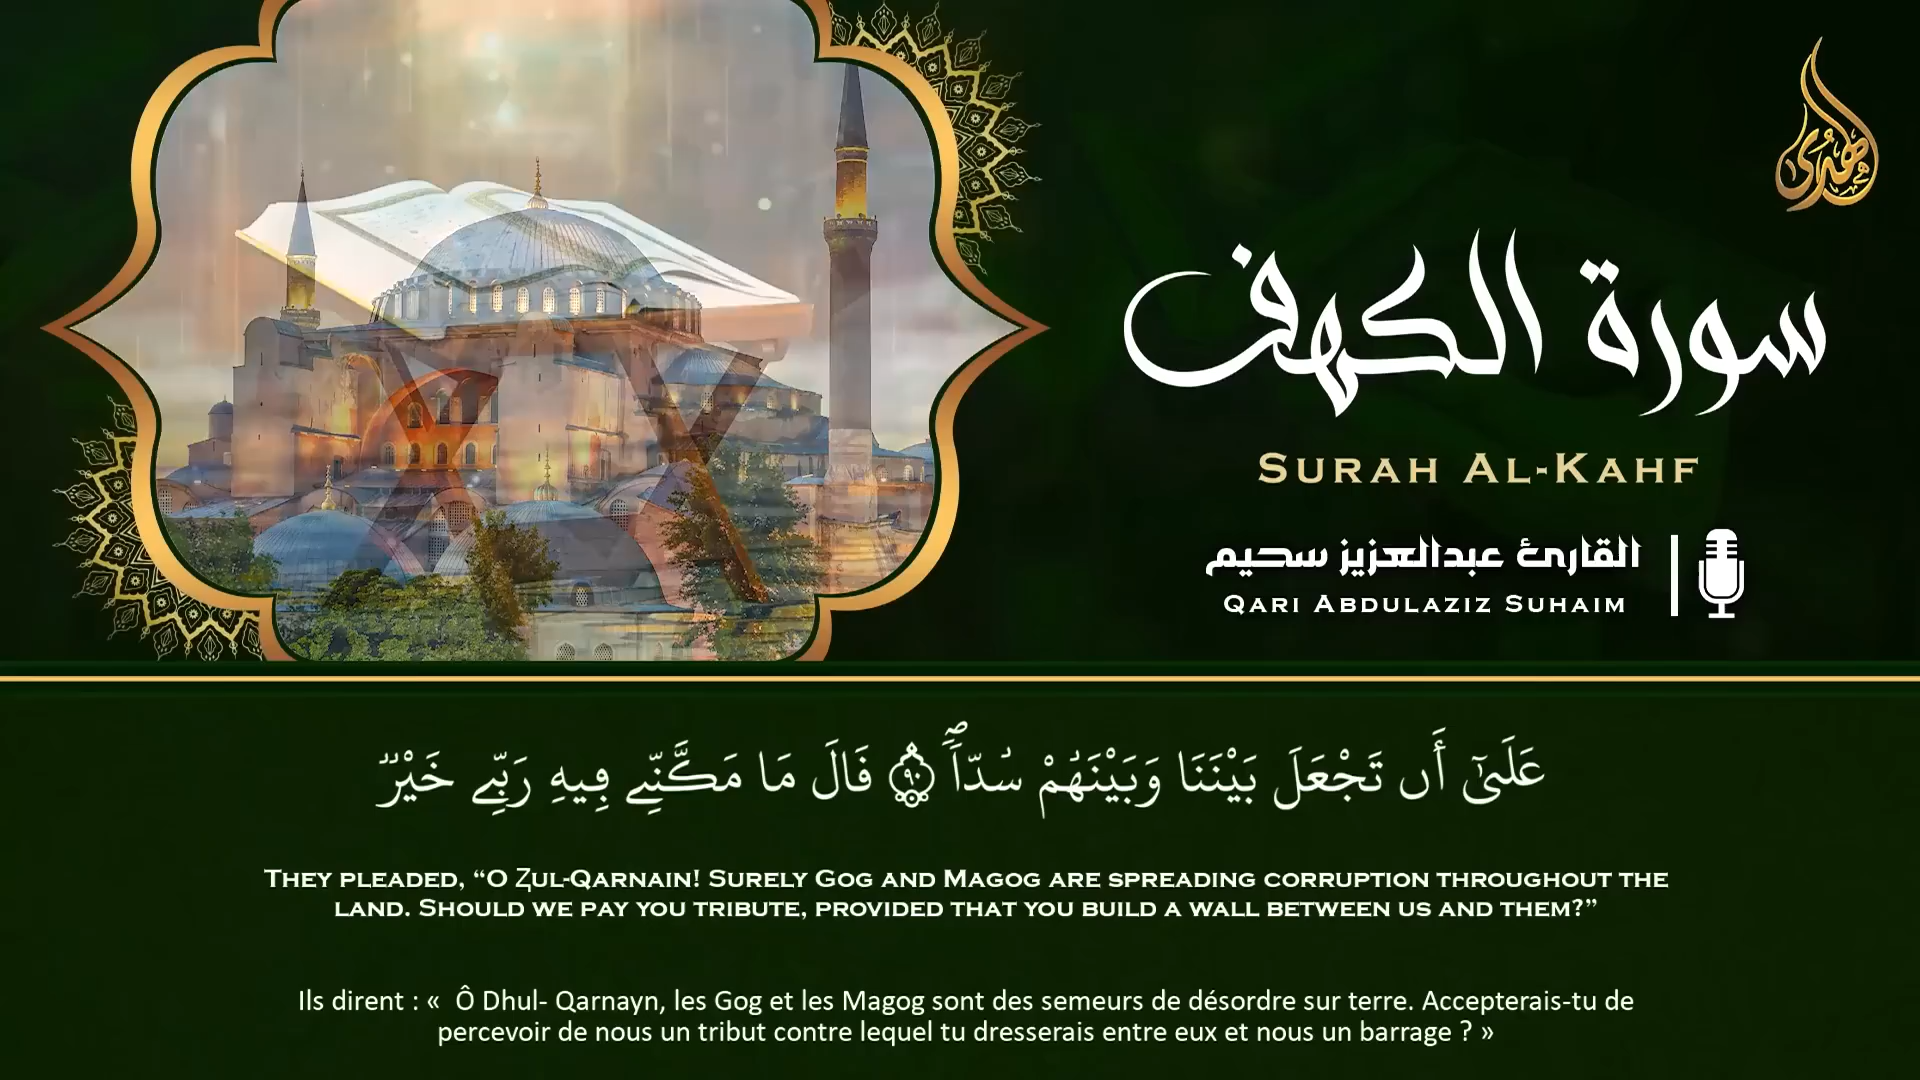 الهدى
سورة الكهف
SURAH AL-KAHF
القارئ عبدالعزيز سحيم
QARI ABDULAZIZ SUHAIM
عَلَىٰٓ أَن تَجْعَلَ بَيْنَنَا وَبَيْنَهُمْ سُدّاًۖ ٩٠ قَالَ مَا مَكَّنِّے فِيهِ رَبِّے خَيْرٌ
THEY PLEADED, “O ȤUL-QARNAIN! SURELY GOG AND MAGOG ARE SPREADING CORRUPTION THROUGHOUT THE
LAND. SHOULD WE PAY YOU TRIBUTE, PROVIDED THAT YOU BUILD A WALL BETWEEN US AND THEM?”
Ils dirent : « Ô Dhul- Qarnayn, les Gog et les Magog sont des semeurs de désordre sur terre. Accepterais-tu de
percevoir de nous un tribut contre lequel tu dresserais entre eux et nous un barrage ? »